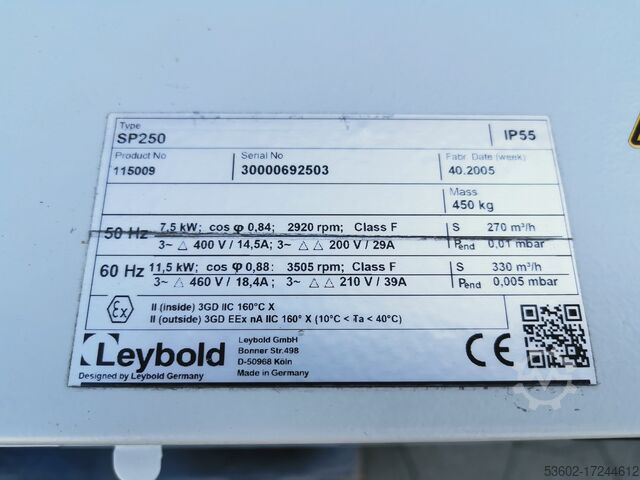 Type
SP250
IP55
Product No
Serial No
Fabr. Date (week)
115009
30000692503
40.2005
Mass
450 kg
50 Hz
7,5 kW; cos φ 0,84; 2920 rpm; Class F
S 270 m³/h
3~ △ 400 V / 14,5A; 3~ △ △ 200 V / 29A
Pend 0,01 mbar
60 Hz
11,5 kW; cos φ 0,88: 3505 rpm; Class F
S 330 m³/h
3~ △ 460 V / 18,4A; 3~ △ △ 210 V / 39A
Pend 0,005 mbar
Ex
II (inside) 3GD IIC 160°C X
II (outside) 3GD EEx nA IIC 160° X (10°C < Ta < 40°C)
Leybold
Designed by Leybold Germany
Leybold GmbH
Bonner Str.498
D-50968 Köln
Made in Germany
CE
53602-17244612